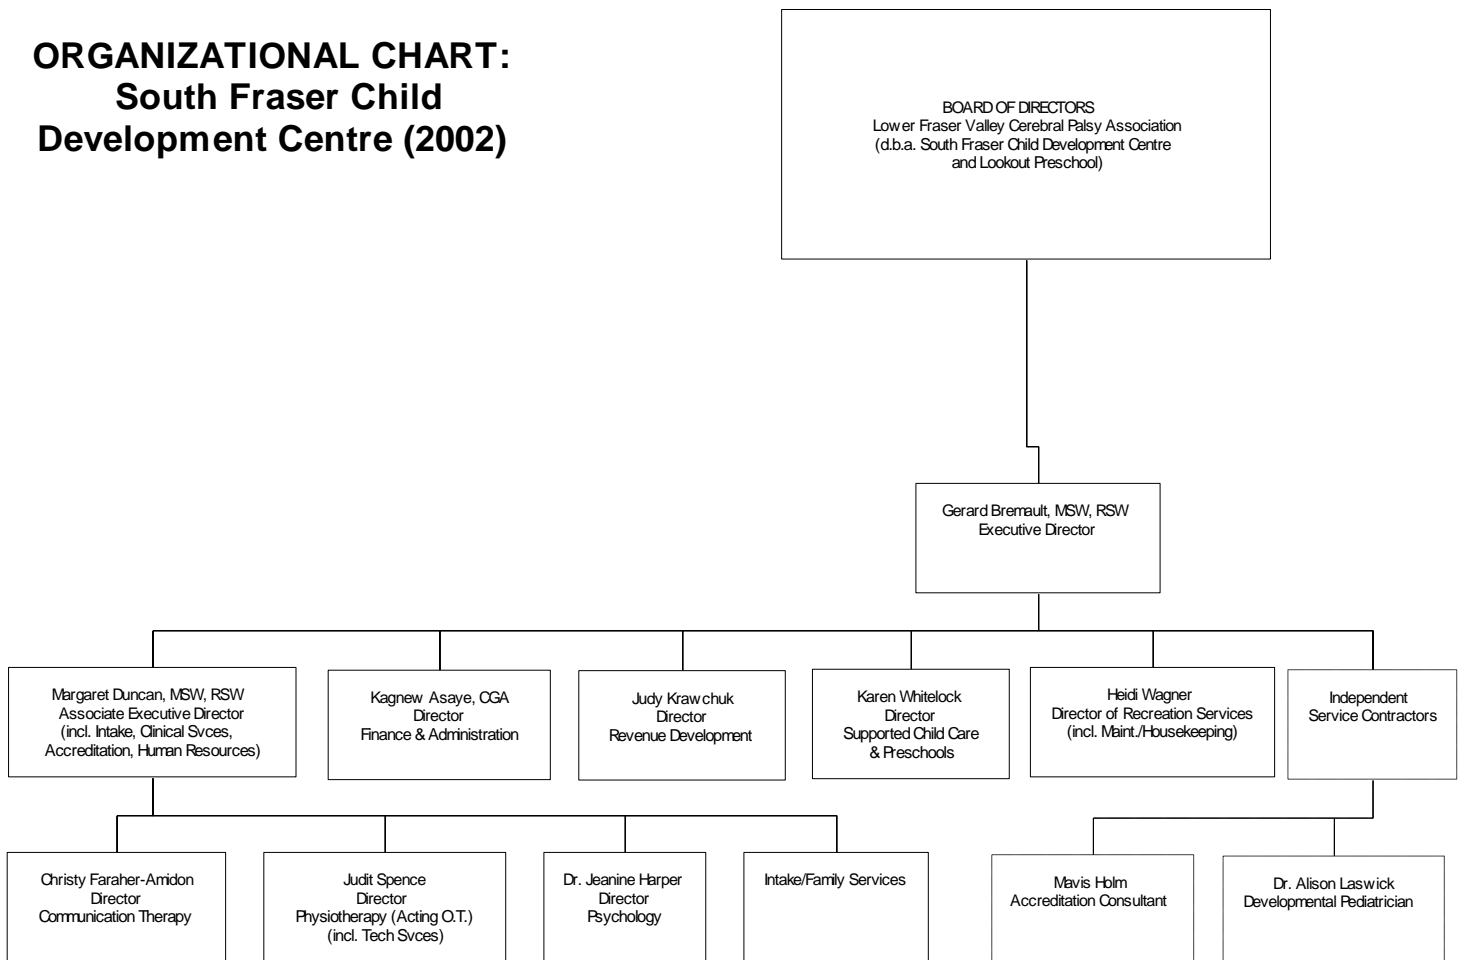 ORGANIZATIONAL CHART:
South Fraser Child
Development Centre (2002)
BOARD OF DIRECTORS
Lower Fraser Valley Cerebral Palsy Association
(d.b.a. South Fraser Child Development Centre
and Lookout Preschool)
Gerard Bremault, MSW, RSW
Executive Director
Margaret Duncan, MSW, RSW
Associate Executive Director
(incl. Intake, Clinical Svces,
Accreditation, Human Resources)
Kagnew Asaye, CGA
Director
Finance & Administration
Judy Krawchuk
Director
Revenue Development
Karen Whitelock
Director
Supported Child Care
& Preschools
Heidi Wagner
Director of Recreation Services
(incl. Maint./Housekeeping)
Independent
Service Contractors
Christy Faraher-Amidon
Director
Communication Therapy
Judit Spence
Director
Physiotherapy (Acting O.T.)
(incl. Tech Svces)
Dr. Jeanine Harper
Director
Psychology
Intake/Family Services
Mavis Holm
Accreditation Consultant
Dr. Alison Laswick
Developmental Pediatrician